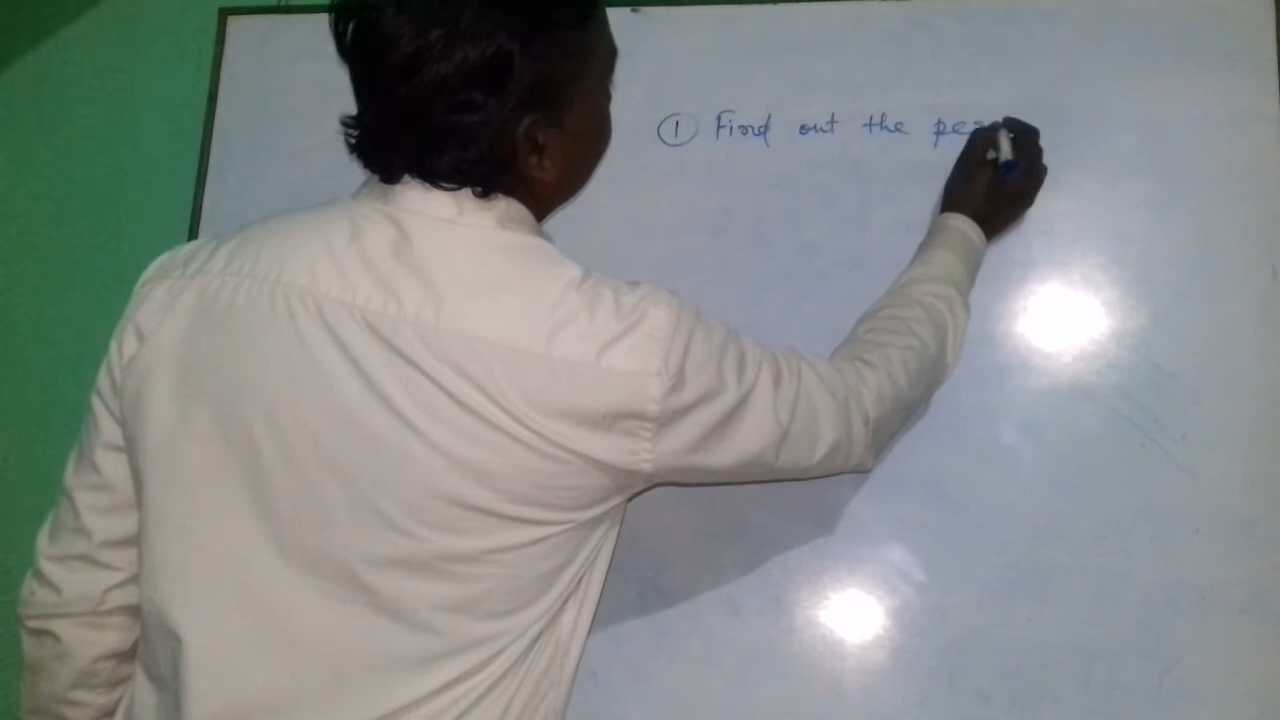 ① Find out the